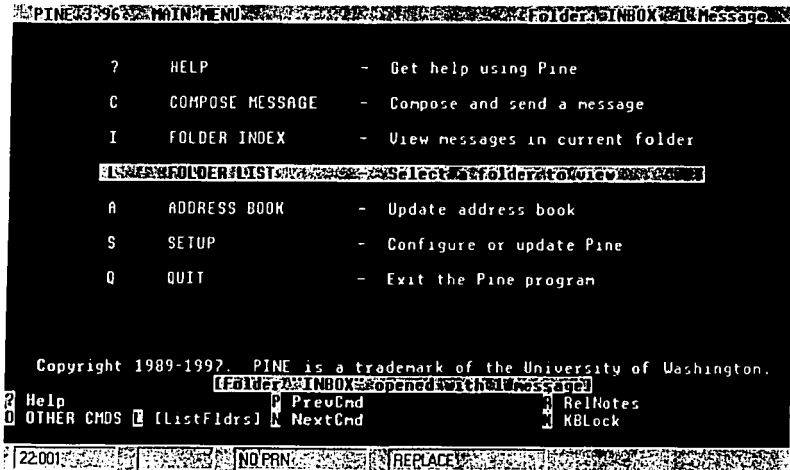 PINE 3.96 MAIN MENU Folder: INBOX 1 Message
? HELP - Get help using Pine
C COMPOSE MESSAGE - Compose and send a message
I FOLDER INDEX - View messages in current folder
L FOLDER LIST - Select a folder to view
A ADDRESS BOOK - Update address book
S SETUP - Configure or update Pine
Q QUIT - Exit the Pine program
Copyright 1989-1997. PINE is a trademark of the University of Washington.
[Folder "INBOX" opened with 1 message]
? Help P PrevCmd R RelNotes
O OTHER CMDS L [ListFldrs] N NextCmd K KBLock
22:001 NO PRN REPLACE